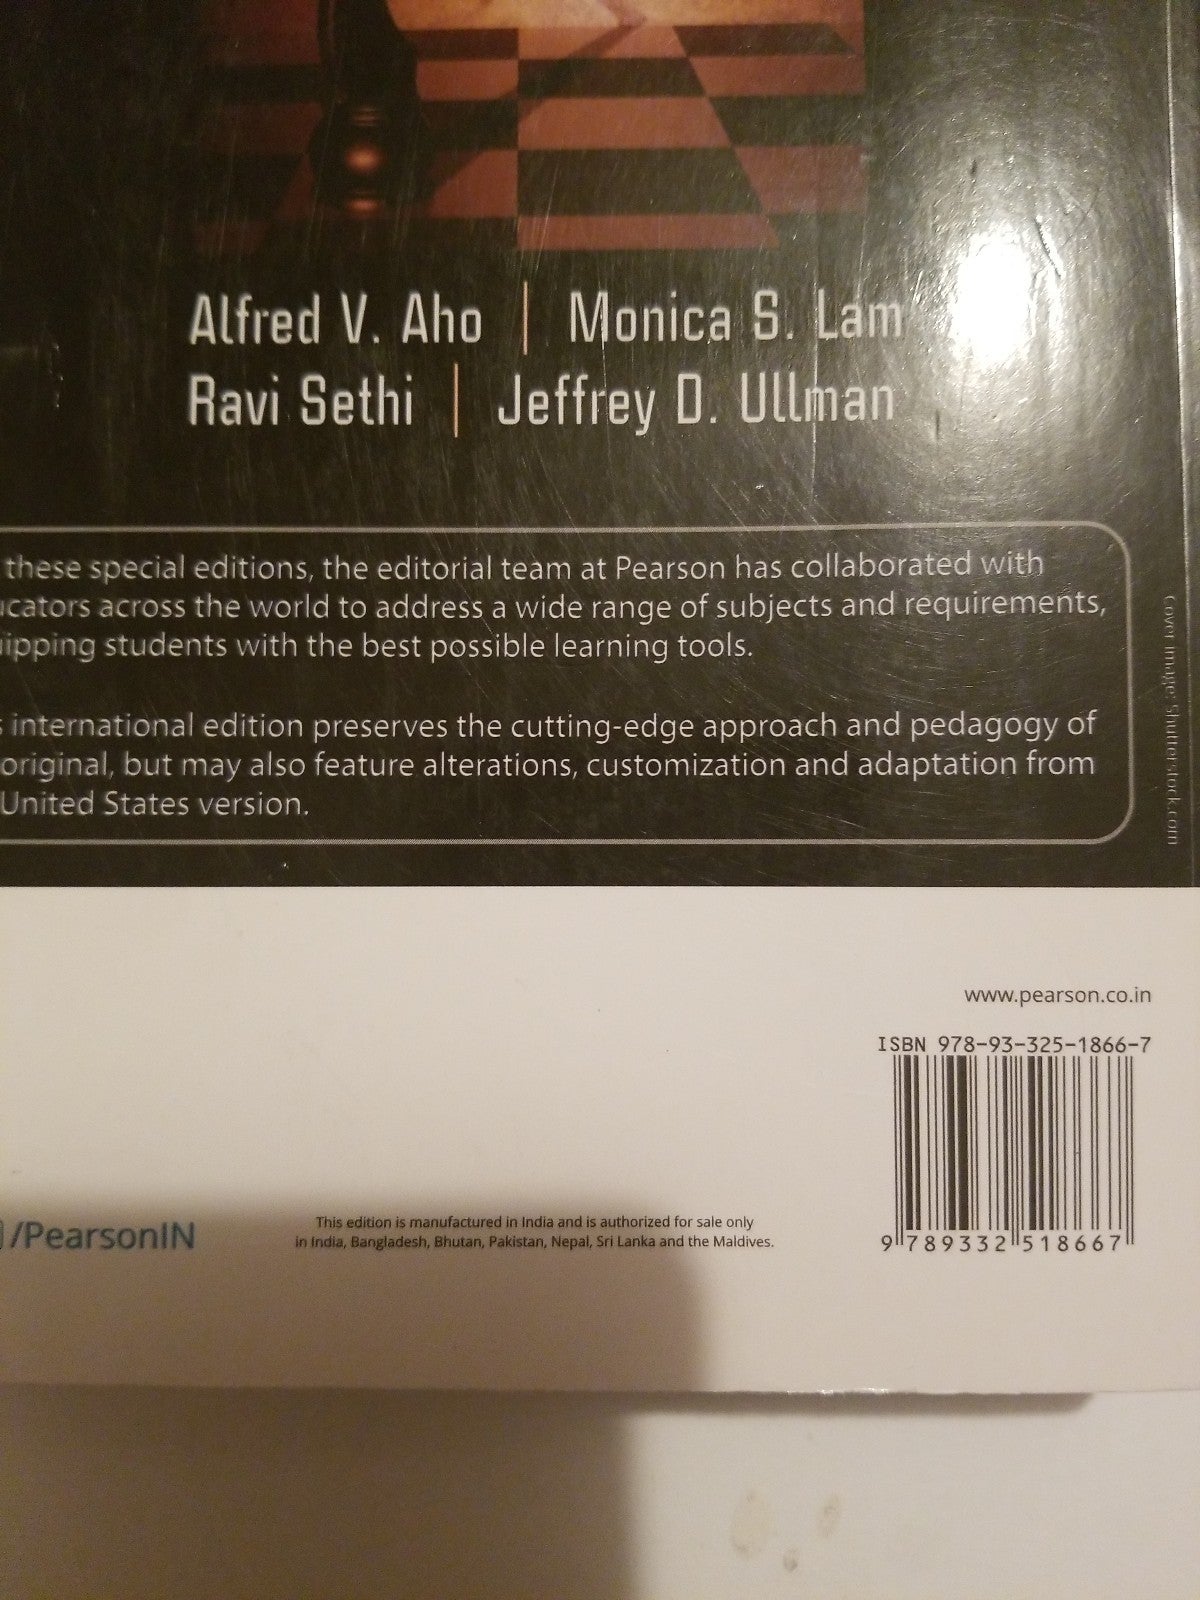 Alfred V. Aho | Monica S. Lam
Ravi Sethi | Jeffrey D. Ullman
these special editions, the editorial team at Pearson has collaborated with
ucators across the world to address a wide range of subjects and requirements,
ipping students with the best possible learning tools.
s international edition preserves the cutting-edge approach and pedagogy of
original, but may also feature alterations, customization and adaptation from
United States version.
Cover image: Shutterstock.com
www.pearson.co.in
ISBN 978-93-325-1866-7
9 789332 518667
/PearsonIN
This edition is manufactured in India and is authorized for sale only
in India, Bangladesh, Bhutan, Pakistan, Nepal, Sri Lanka and the Maldives.